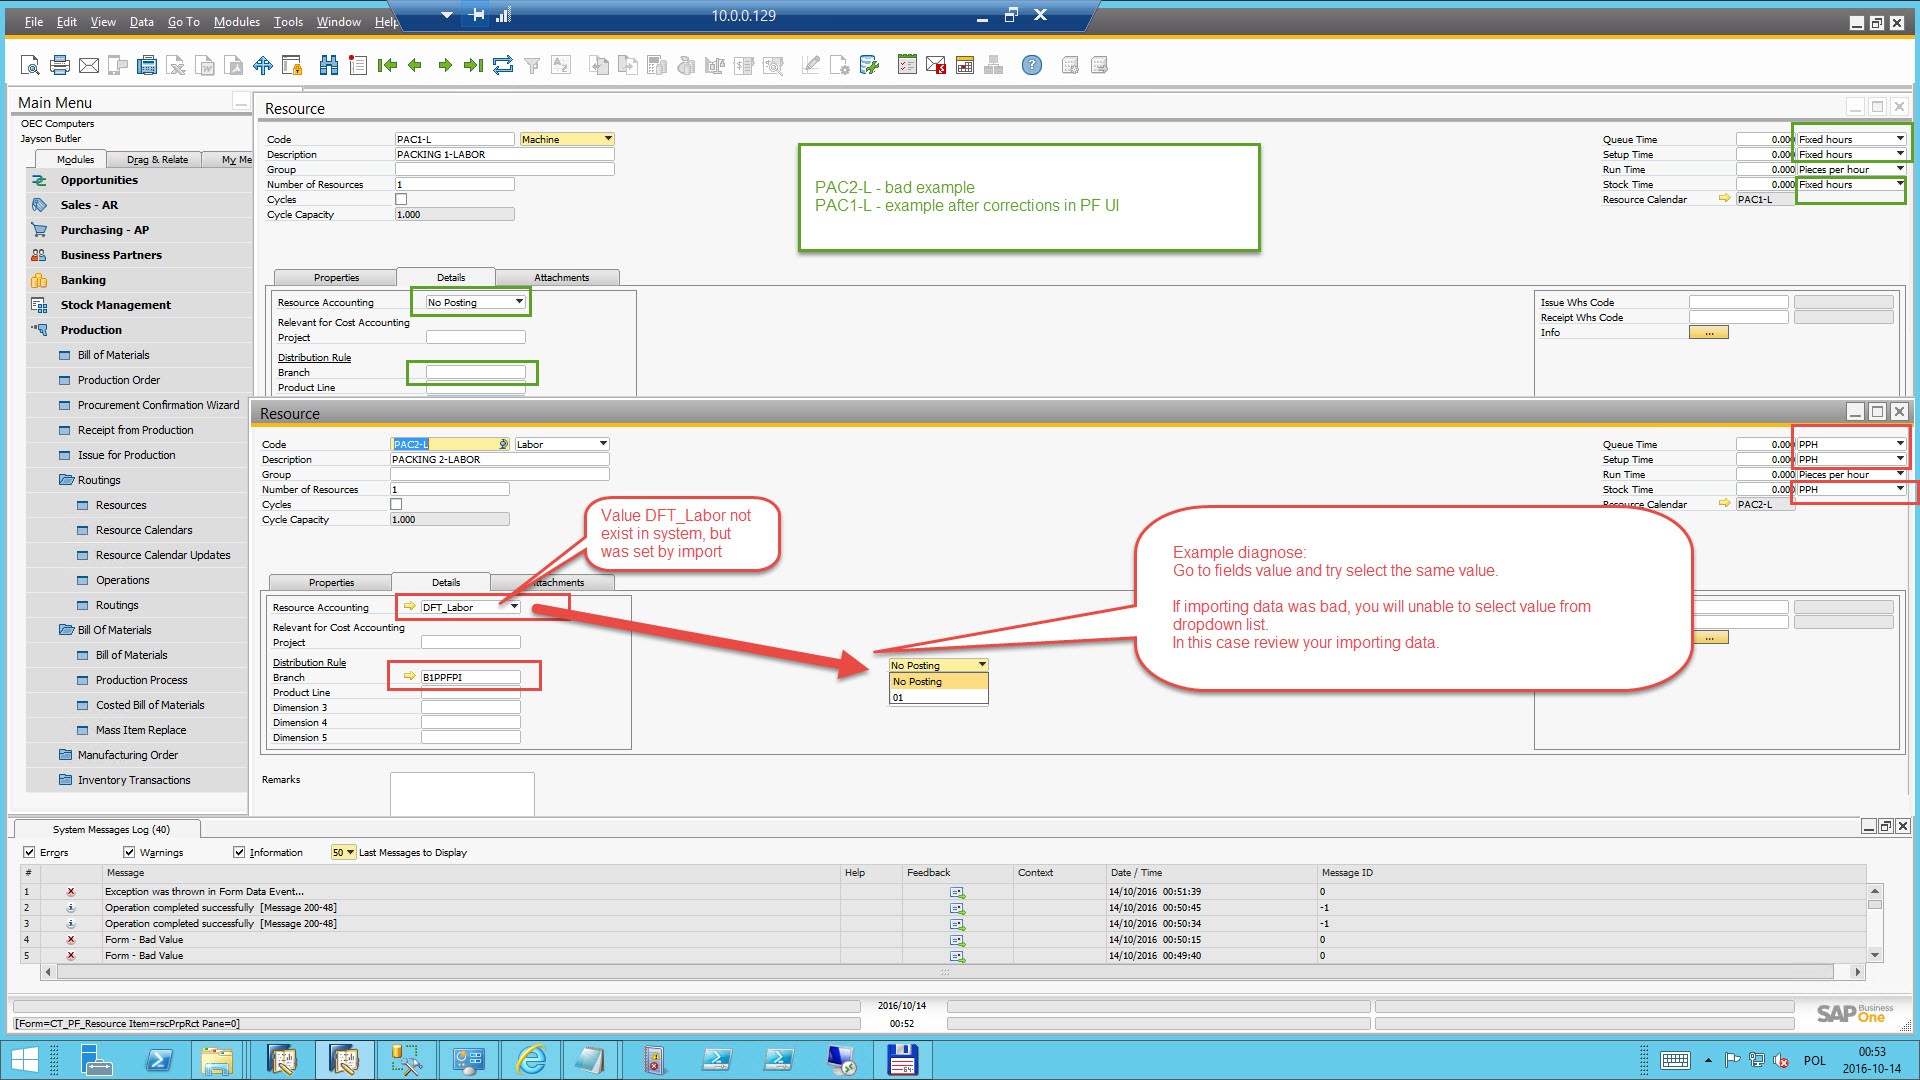 10.0.0.129
File Edit View Data Go To Modules Tools Window Help
Main Menu
OEC Computers
Jayson Butler
Modules Drag & Relate My Me
Opportunities
Sales - AR
Purchasing - AP
Business Partners
Banking
Stock Management
Production
Bill of Materials
Production Order
Procurement Confirmation Wizard
Receipt from Production
Issue for Production
Routings
Resources
Resource Calendars
Resource Calendar Updates
Operations
Routings
Bill Of Materials
Bill of Materials
Production Process
Costed Bill of Materials
Mass Item Replace
Manufacturing Order
Inventory Transactions
Resource
Code PAC1-L Machine
Description PACKING 1-LABOR
Group
Number of Resources 1
Cycles
Cycle Capacity 1.000
PAC2-L - bad example
PAC1-L - example after corrections in PF UI
Queue Time 0.000 Fixed hours
Setup Time 0.000 Fixed hours
Run Time 0.000 Pieces per hour
Stock Time 0.000 Fixed hours
Resource Calendar PAC1-L
Properties Details Attachments
Resource Accounting No Posting
Relevant for Cost Accounting
Project
Distribution Rule
Branch
Product Line
Issue Whs Code
Receipt Whs Code
Info ...
Resource
Code PAC2-L Labor
Description PACKING 2-LABOR
Group
Number of Resources 1
Cycles
Cycle Capacity 1.000
Queue Time 0.000 PPH
Setup Time 0.000 PPH
Run Time 0.000 Pieces per hour
Stock Time 0.000 PPH
Resource Calendar PAC2-L
Value DFT_Labor not
exist in system, but
was set by import
Example diagnose:
Go to fields value and try select the same value.
If importing data was bad, you will unable to select value from
dropdown list.
In this case review your importing data.
Properties Details Attachments
Resource Accounting DFT_Labor
Relevant for Cost Accounting
Project
Distribution Rule
Branch B1PPFPI
Product Line
Dimension 3
Dimension 4
Dimension 5
No Posting
No Posting
01
...
Remarks
System Messages Log (40)
Errors Warnings Information 50 Last Messages to Display
# Message Help Feedback Context Date / Time Message ID
1 Exception was thrown in Form Data Event... 14/10/2016 00:51:39 0
2 Operation completed successfully [Message 200-48] 14/10/2016 00:50:45 -1
3 Operation completed successfully [Message 200-48] 14/10/2016 00:50:34 -1
4 Form - Bad Value 14/10/2016 00:50:15 0
5 Form - Bad Value 14/10/2016 00:49:40 0
2016/10/14
[Form=CT_PF_Resource Item=rscPrpRct Pane=0] 00:52
SAP Business One
POL
00:53
2016-10-14